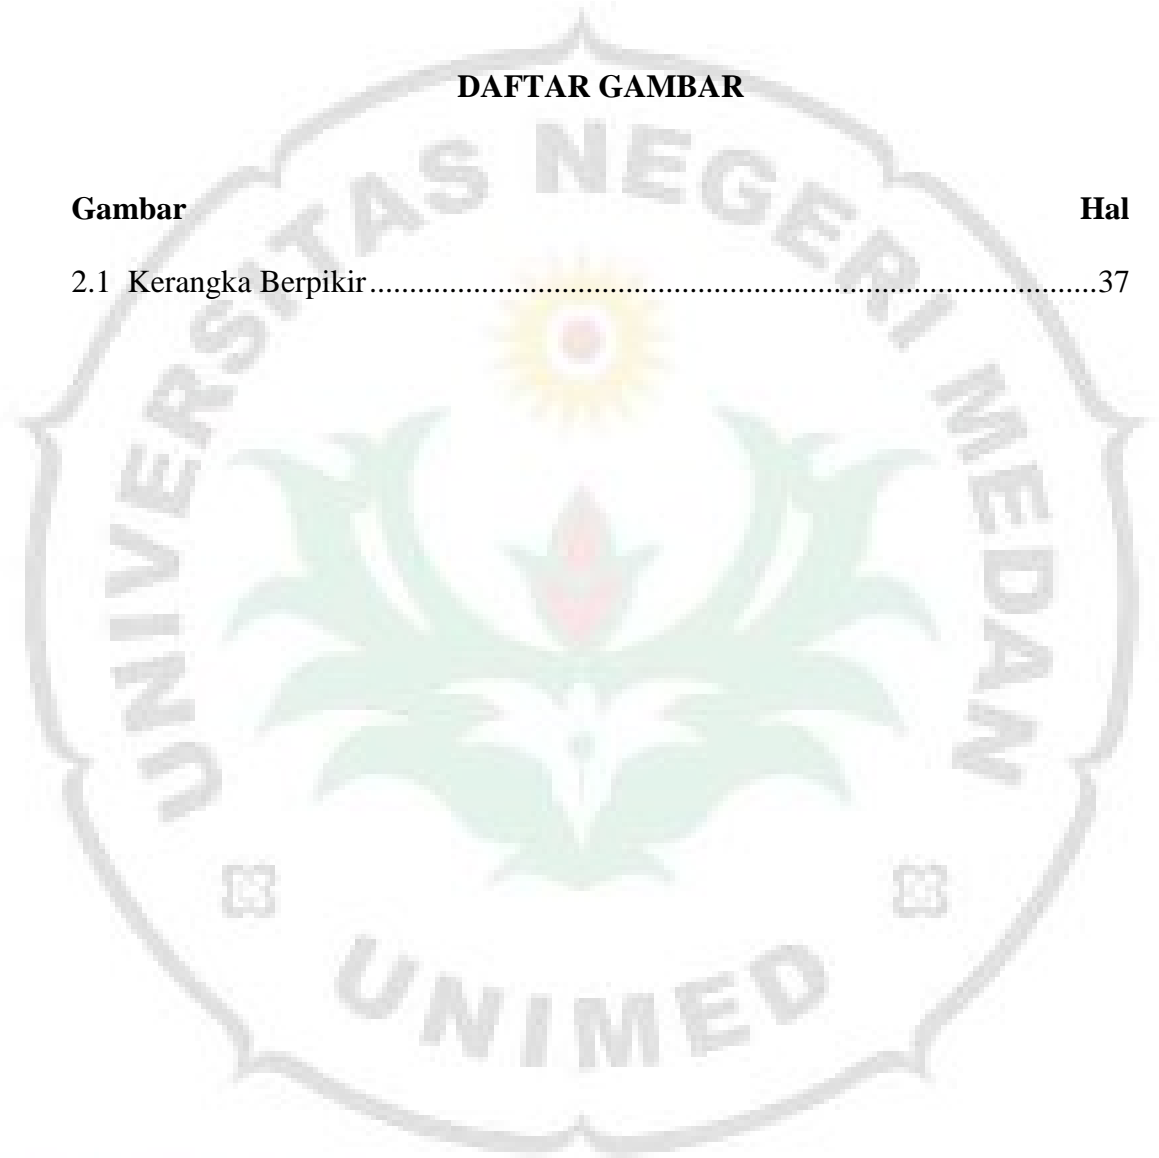 DAFTAR GAMBAR
UNIVERSITAS NEGERI MEDAN
Gambar Hal
2.1 Kerangka Berpikir...........................................................................................37
UNIMED